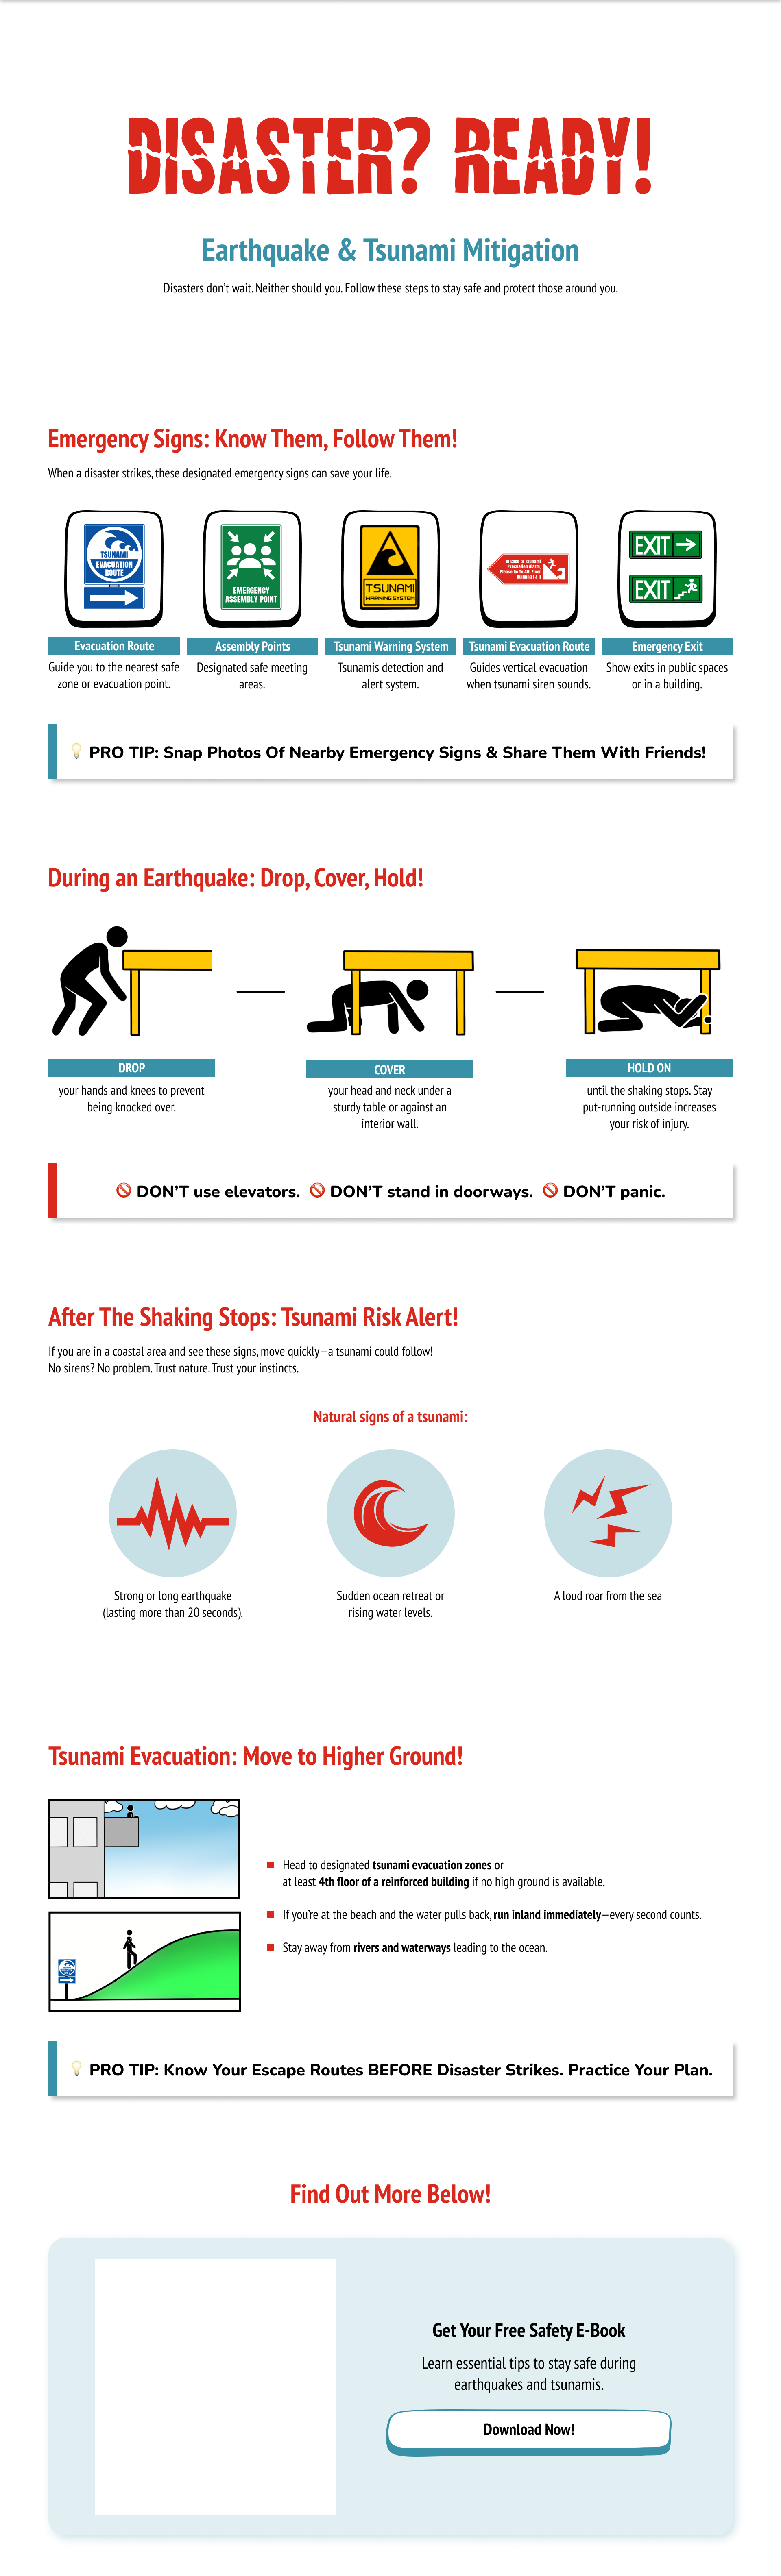 DISASTER? READY!
Earthquake & Tsunami Mitigation
Disasters don't wait. Neither should you. Follow these steps to stay safe and protect those around you.
Emergency Signs: Know Them, Follow Them!
When a disaster strikes, these designated emergency signs can save your life.
TSUNAMI
EVACUATION
ROUTE
EMERGENCY
ASSEMBLY POINT
TSUNAMI
WARNING SYSTEM
In Case of Tsunami
Evacuation Alarm,
Please Go To 4th Floor
EXIT
EXIT
Evacuation Route
Guide you to the nearest safe
zone or evacuation point.
Assembly Points
Designated safe meeting
areas.
Tsunami Warning System
Tsunamis detection and
alert system.
Tsunami Evacuation Route
Guides vertical evacuation
when tsunami siren sounds.
Emergency Exit
Show exits in public spaces
or in a building.
PRO TIP: Snap Photos Of Nearby Emergency Signs & Share Them With Friends!
During an Earthquake: Drop, Cover, Hold!
DROP
your hands and knees to prevent
being knocked over.
COVER
your head and neck under a
sturdy table or against an
interior wall.
HOLD ON
until the shaking stops. Stay
put-running outside increases
your risk of injury.
DON'T use elevators. DON'T stand in doorways. DON'T panic.
After The Shaking Stops: Tsunami Risk Alert!
If you are in a coastal area and see these signs, move quickly—a tsunami could follow!
No sirens? No problem. Trust nature. Trust your instincts.
Natural signs of a tsunami:
Strong or long earthquake
(lasting more than 20 seconds).
Sudden ocean retreat or
rising water levels.
A loud roar from the sea
Tsunami Evacuation: Move to Higher Ground!
Head to designated tsunami evacuation zones or
at least 4th floor of a reinforced building if no high ground is available.
If you're at the beach and the water pulls back, run inland immediately—every second counts.
Stay away from rivers and waterways leading to the ocean.
PRO TIP: Know Your Escape Routes BEFORE Disaster Strikes. Practice Your Plan.
Find Out More Below!
Get Your Free Safety E-Book
Learn essential tips to stay safe during
earthquakes and tsunamis.
Download Now!